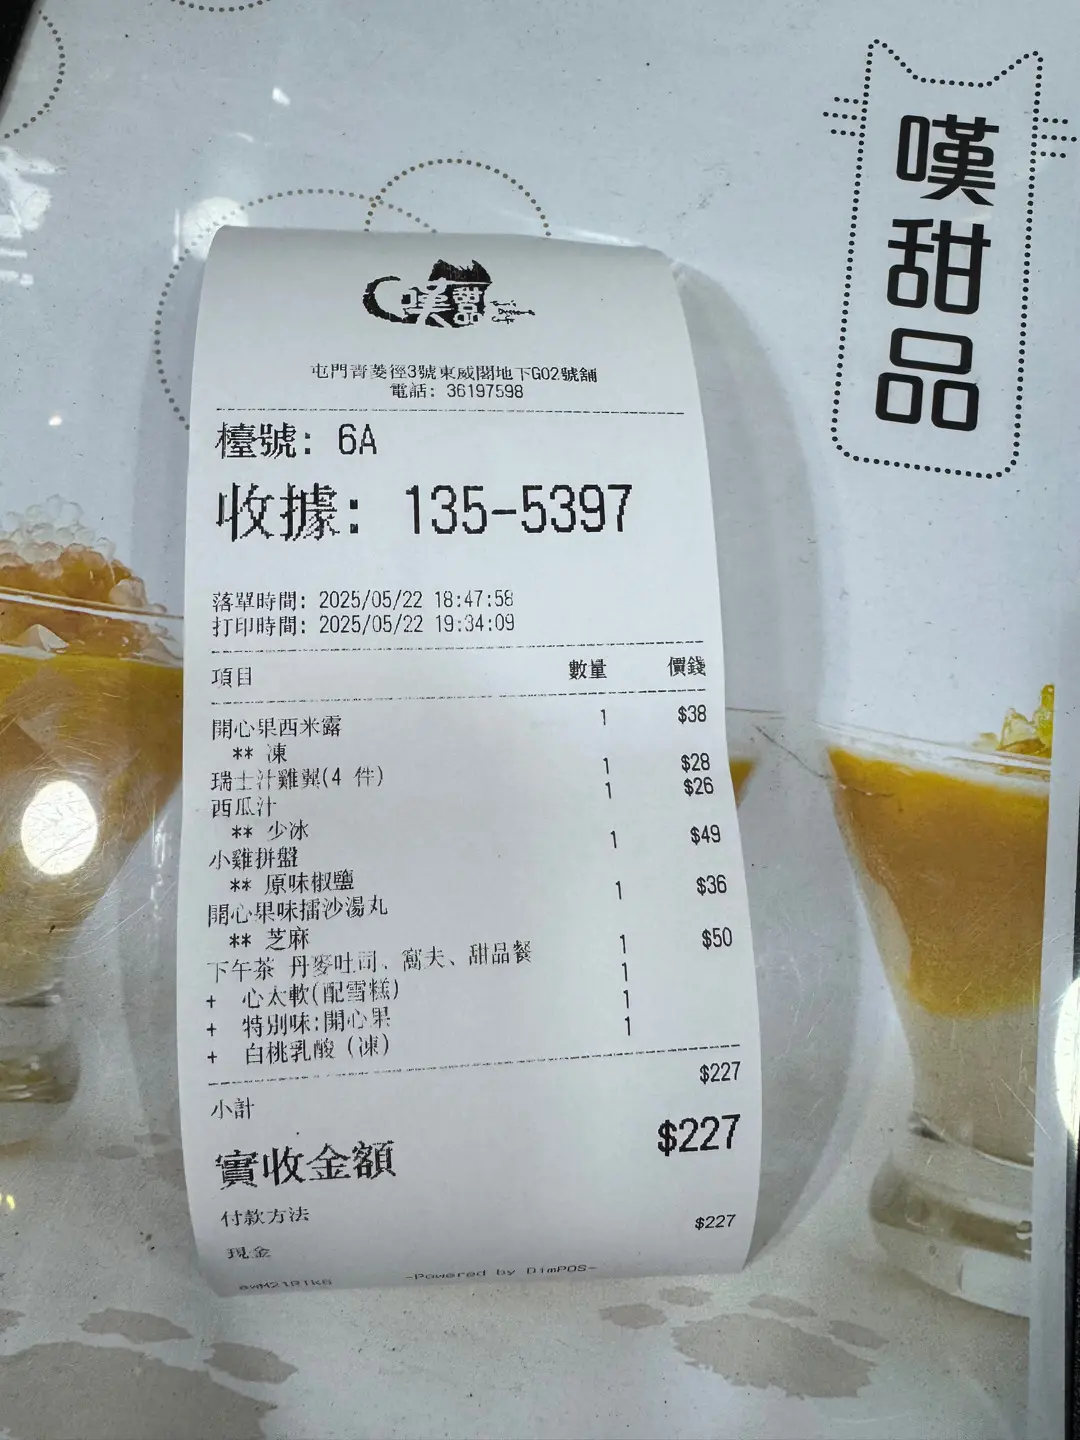 嘆
甜
品
嘆甜品
屯門青菱徑3號東威閣地下G02號舖
電話: 36197598
檯號: 6A
收據: 135-5397
落單時間: 2025/05/22 18:47:58
打印時間: 2025/05/22 19:34:09
項目 數量 價錢
開心果西米露 1 $38
** 凍
瑞士汁雞翼(4 件) 1 $28
西瓜汁 1 $26
** 少冰
小雞拼盤 1 $49
** 原味椒鹽
開心果味擂沙湯丸 1 $36
** 芝麻
下午茶 丹麥吐司、窩夫、甜品餐 1 $50
+ 心太軟(配雪糕) 1
+ 特別味:開心果 1
+ 白桃乳酸 (凍) 1
小計 $227
實收金額 $227
付款方法
現金 $227
-Powered by DimPOS-